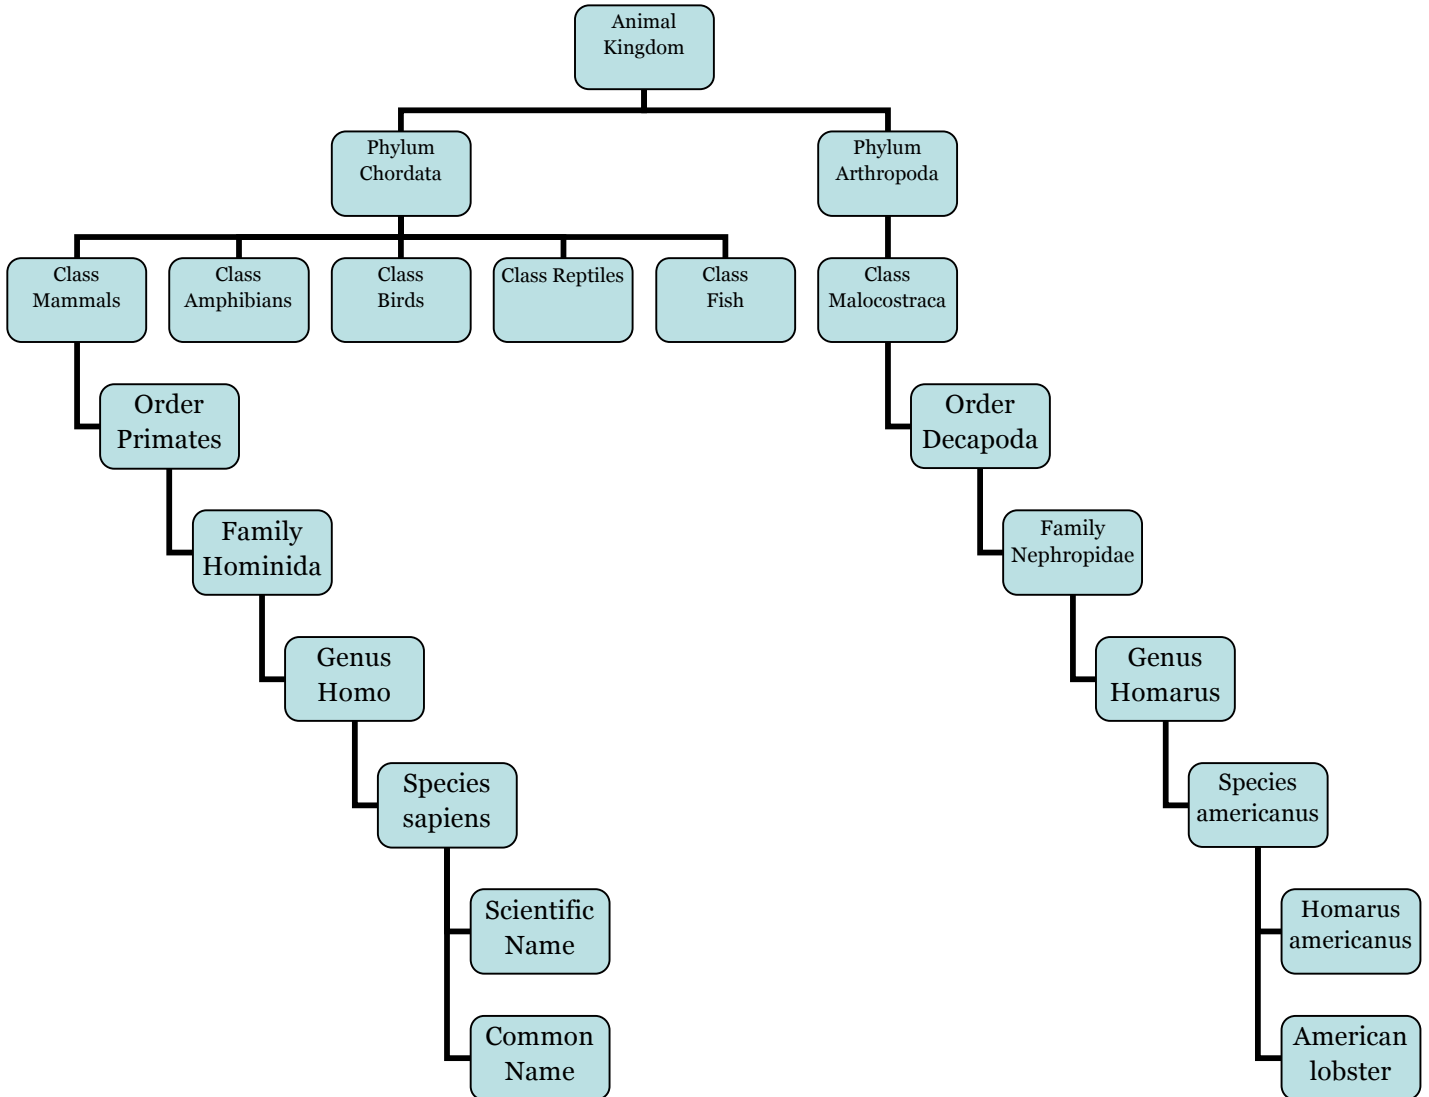 Animal
Kingdom
Phylum
Chordata
Phylum
Arthropoda
Class
Mammals
Class
Amphibians
Class
Birds
Class Reptiles
Class
Fish
Class
Malocostraca
Order
Primates
Order
Decapoda
Family
Hominida
Family
Nephropidae
Genus
Homo
Genus
Homarus
Species
sapiens
Species
americanus
Scientific
Name
Homarus
americanus
Common
Name
American
lobster